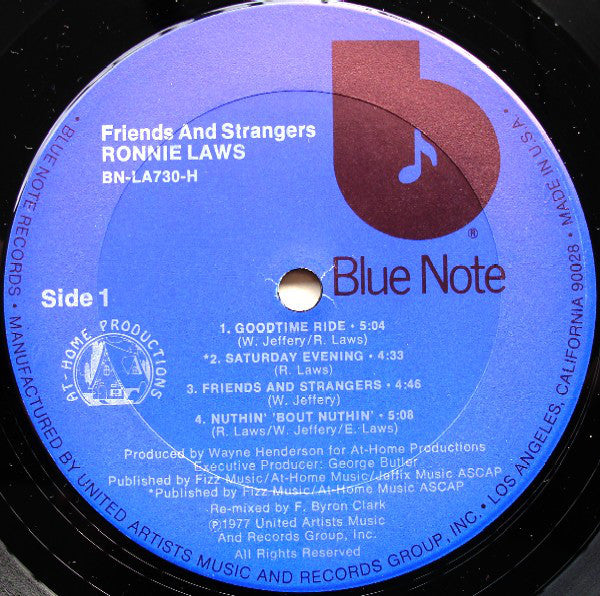 Friends And Strangers
RONNIE LAWS
BN-LA730-H
®
Blue Note
Side 1
AT-HOME PRODUCTIONS
1. GOODTIME RIDE • 5:04
(W. Jeffery/R. Laws)
*2. SATURDAY EVENING • 4:33
(R. Laws)
3. FRIENDS AND STRANGERS • 4:46
(W. Jeffery)
4. NUTHIN' 'BOUT NUTHIN' • 5:08
(R. Laws/W. Jeffery/E. Laws)
Produced by Wayne Henderson for At-Home Productions
Executive Producer: George Butler
Published by Fizz Music/At-Home Music/Jeffix Music ASCAP
*Published by Fizz Music/At-Home Music ASCAP
Re-mixed by F. Byron Clark
℗1977 United Artists Music
And Records Group, Inc.
All Rights Reserved
• BLUE NOTE RECORDS • MANUFACTURED BY UNITED ARTISTS MUSIC AND RECORDS GROUP, INC. • LOS ANGELES, CALIFORNIA 90028 • MADE IN U.S.A. •